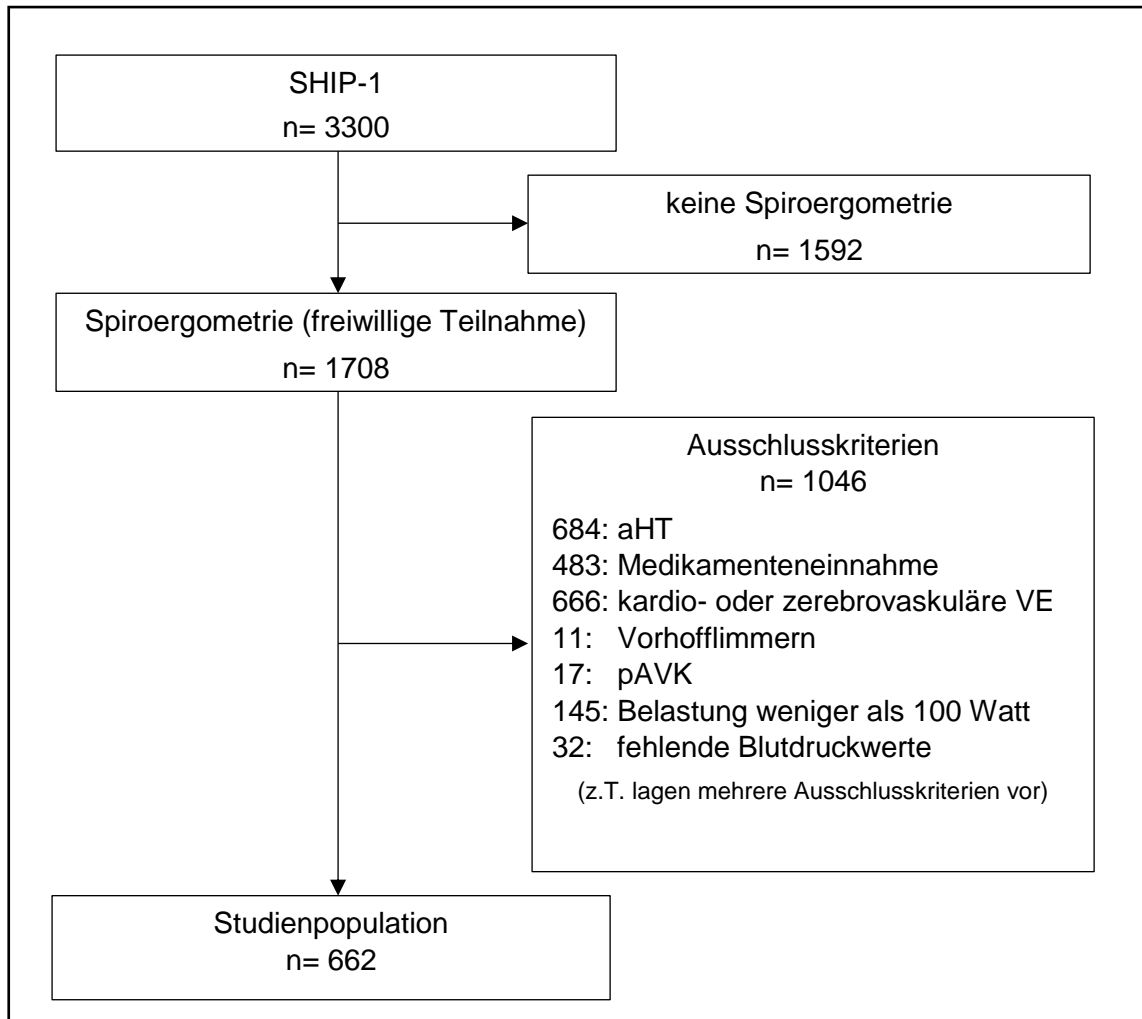 SHIP-1
n= 3300
keine Spiroergometrie
n= 1592
Spiroergometrie (freiwillige Teilnahme)
n= 1708
Ausschlusskriterien
n= 1046
684: aHT
483: Medikamenteneinnahme
666: kardio- oder zerebrovaskuläre VE
11: Vorhofflimmern
17: pAVK
145: Belastung weniger als 100 Watt
32: fehlende Blutdruckwerte
(z.T. lagen mehrere Ausschlusskriterien vor)
Studienpopulation
n= 662